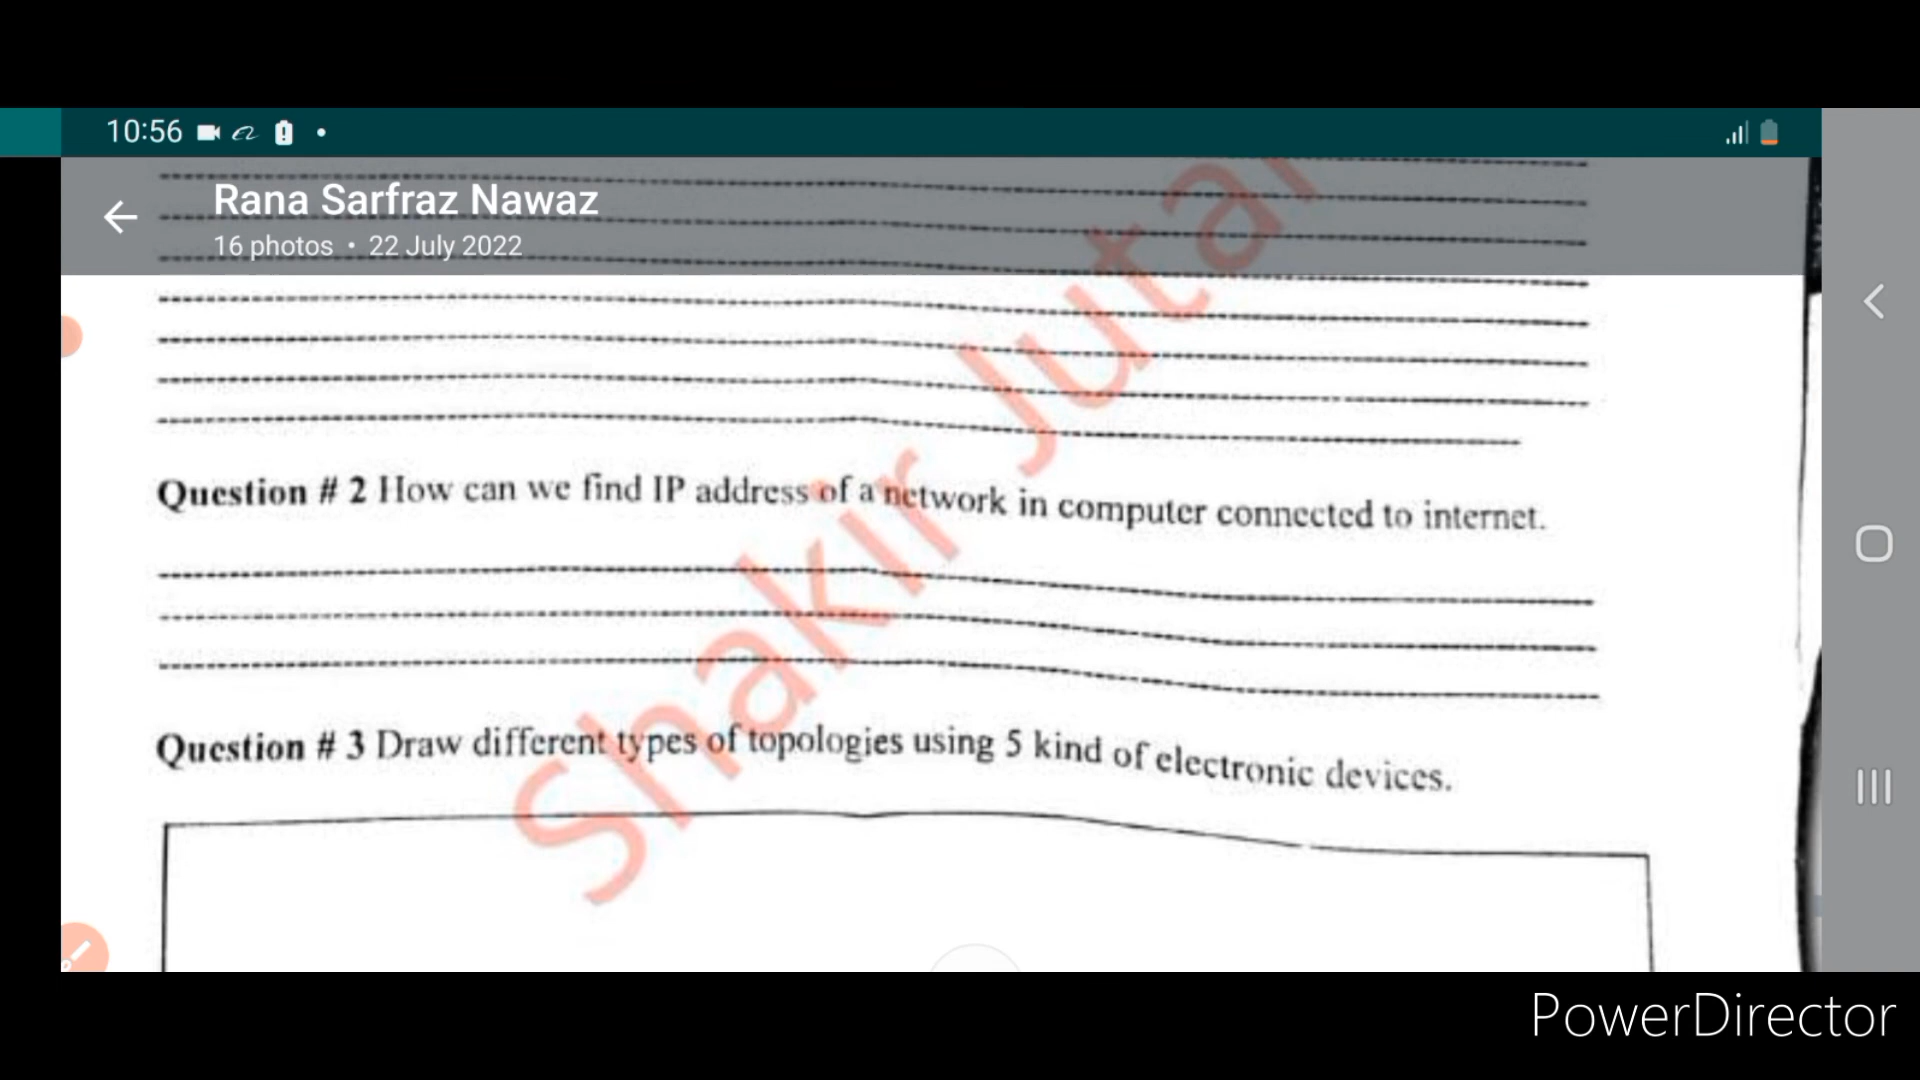 10:56
Rana Sarfraz Nawaz
16 photos • 22 July 2022
Question # 2 How can we find IP address of a network in computer connected to internet.
Question # 3 Draw different types of topologies using 5 kind of electronic devices.
Shakir Jutai
PowerDirector